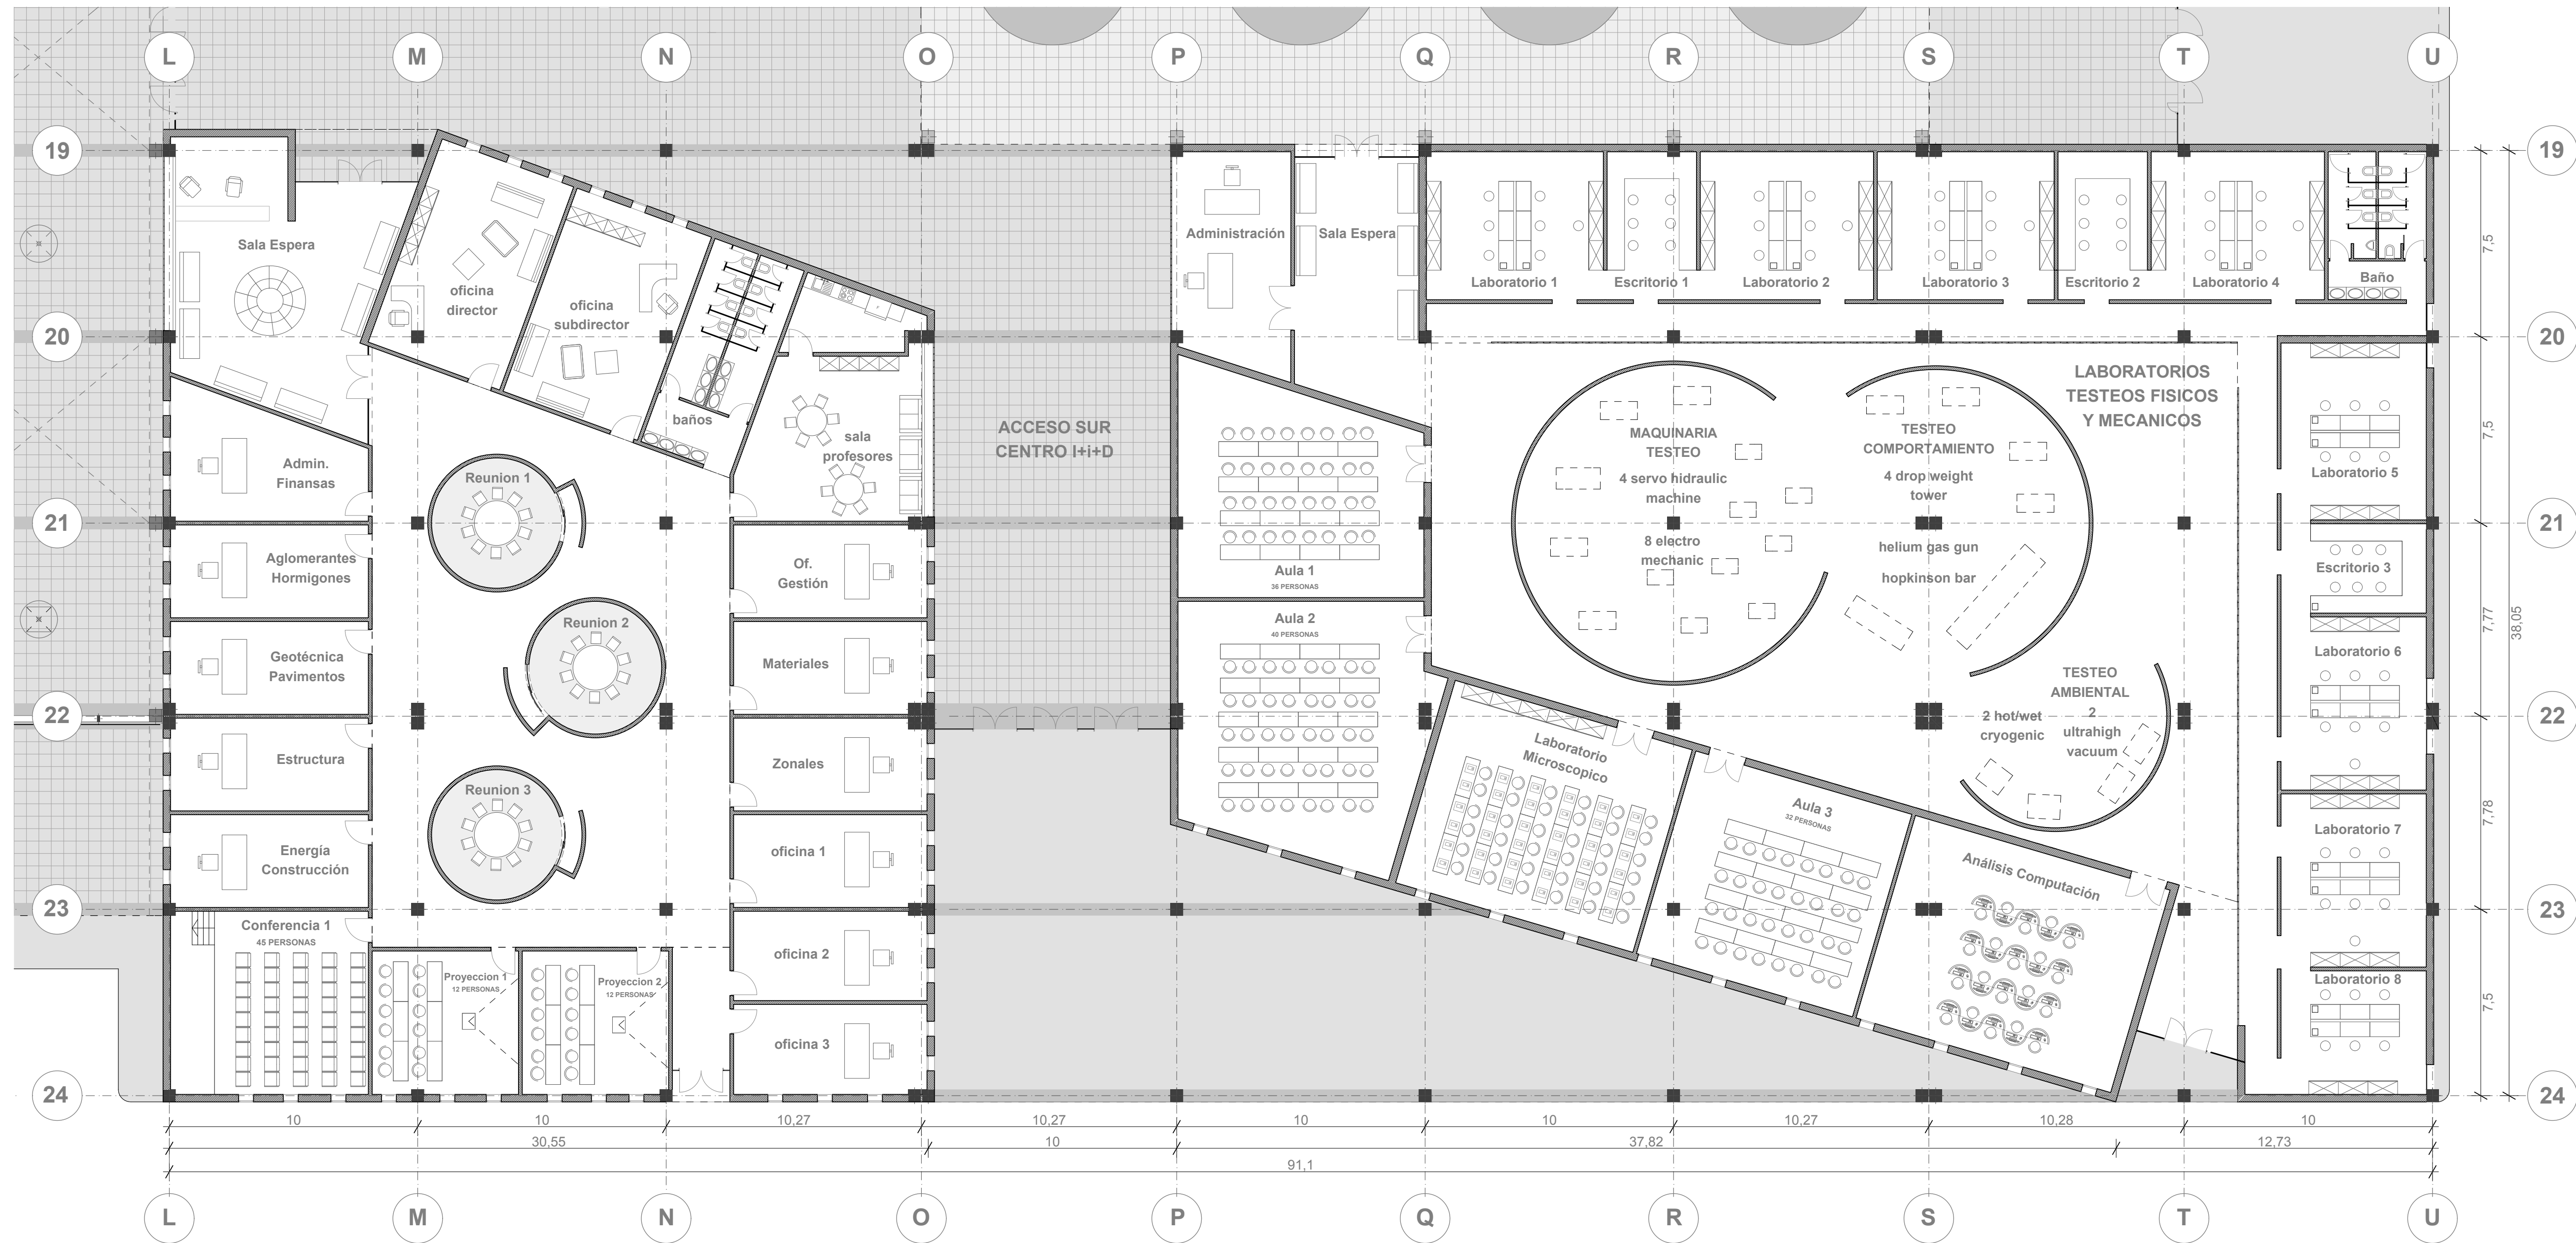 L M N O P Q R S T U
19
19
20
20
21
21
22
22
23
23
24
24
Sala Espera
oficina
director
oficina
subdirector
baños
sala
profesores
Admin.
Finansas
Reunion 1
Aglomerantes
Hormigones
Of.
Gestión
Reunion 2
Geotécnica
Pavimentos
Materiales
Estructura
Zonales
Reunion 3
Energía
Construcción
oficina 1
Conferencia 1
45 PERSONAS
Proyeccion 1
12 PERSONAS
Proyeccion 2
12 PERSONAS
oficina 2
oficina 3
ACCESO SUR
CENTRO I+i+D
Administración
Sala Espera
Laboratorio 1
Escritorio 1
Laboratorio 2
Laboratorio 3
Escritorio 2
Laboratorio 4
Baño
LABORATORIOS
TESTEOS FISICOS
Y MECANICOS
MAQUINARIA
TESTEO
4 servo hidraulic
machine
8 electro
mechanic
TESTEO
COMPORTAMIENTO
4 drop weight
tower
helium gas gun
hopkinson bar
TESTEO
AMBIENTAL
2 hot/wet
cryogenic
2
ultrahigh
vacuum
Aula 1
36 PERSONAS
Aula 2
40 PERSONAS
Laboratorio
Microscopico
Aula 3
32 PERSONAS
Análisis Computación
Laboratorio 5
Escritorio 3
Laboratorio 6
Laboratorio 7
Laboratorio 8
7,5
7,5
7,77
7,78
7,5
38,05
10 10 10,27 10,27 10 10 10,27 10,28 10
30,55 10 37,82 12,73
91,1
L M N O P Q R S T U